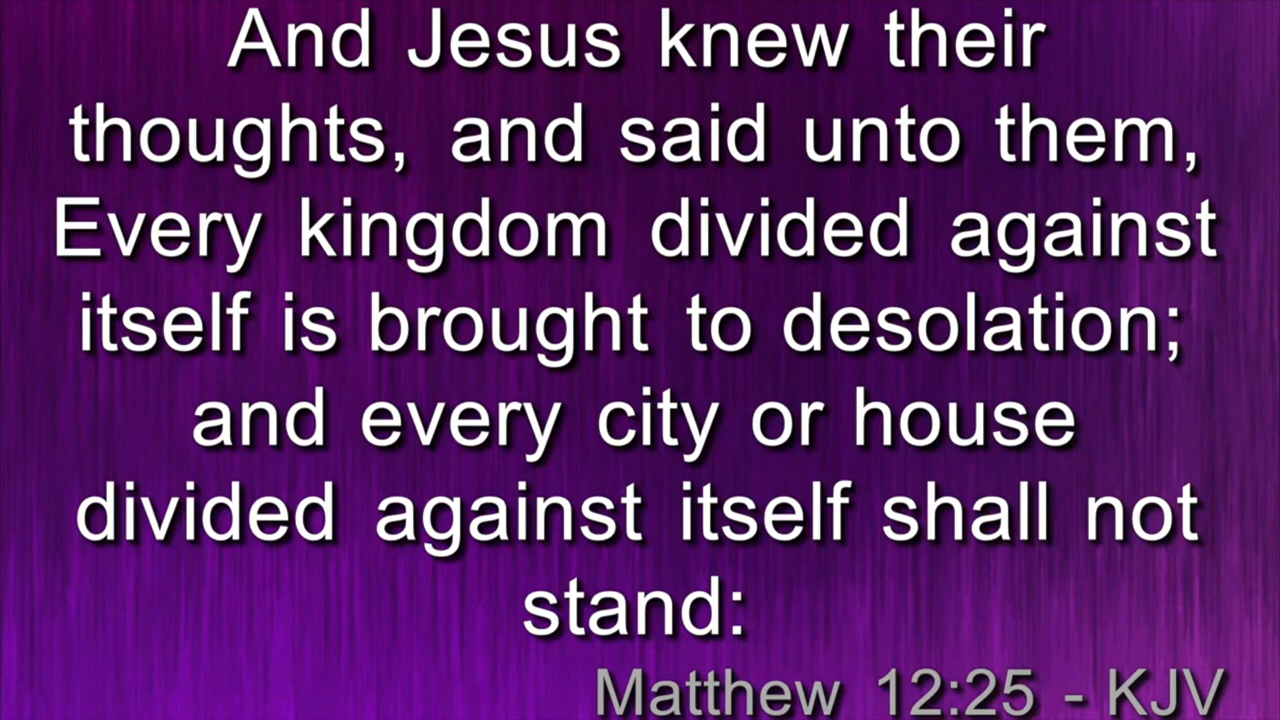 And Jesus knew their
thoughts, and said unto them,
Every kingdom divided against
itself is brought to desolation;
and every city or house
divided against itself shall not
stand:
Matthew 12:25 - KJV